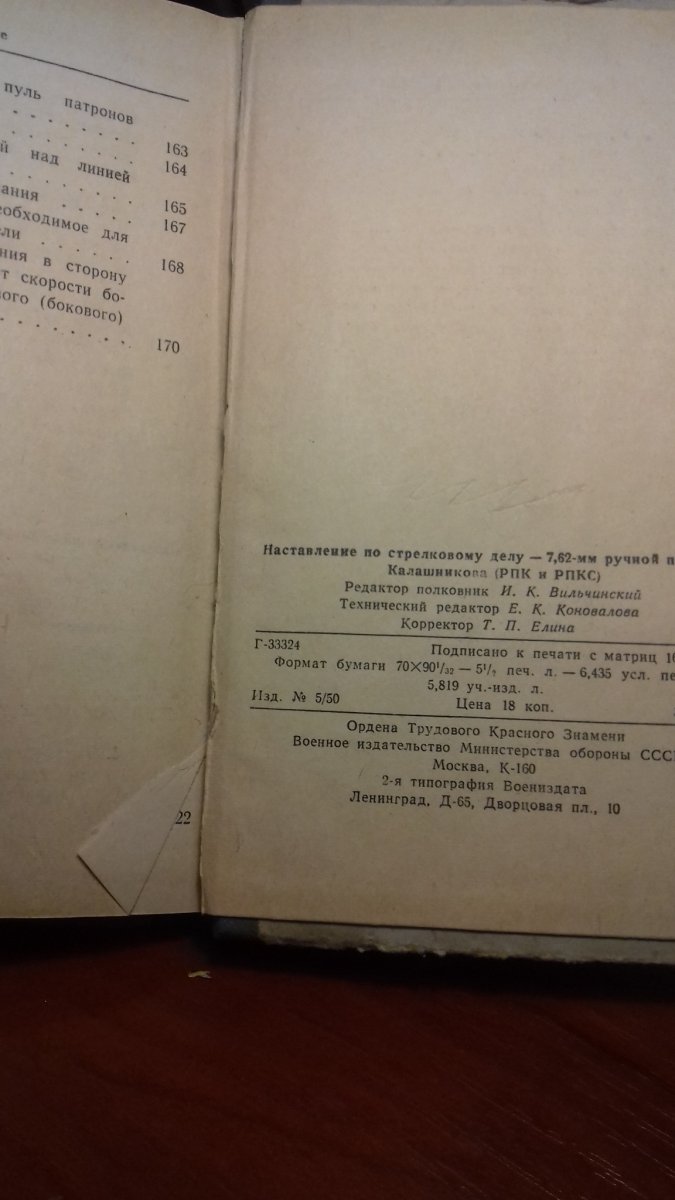 е
пуль патронов
. . . . . . . 163
. . . . . . . 164
й над линией
. . . . . . . 165
ания . . . . . 167
еобходимое для
ли . . . . . . 168
ния в сторону
т скорости бо-
ого (бокового)
. . . . . . . . 170
22
Наставление по стрелковому делу — 7,62-мм ручной п
Калашникова (РПК и РПКС)
Редактор полковник И. К. Вильчинский
Технический редактор Е. К. Коновалова
Корректор Т. П. Елина
Г-33324 Подписано к печати с матриц
Формат бумаги 70×90¹/₃₂ — 5¹/₂ печ. л. — 6,435 усл. пе
5,819 уч.-изд. л.
Изд. № 5/50 Цена 18 коп.
Ордена Трудового Красного Знамени
Военное издательство Министерства обороны ССС
Москва, К-160
2-я типография Воениздата
Ленинград, Д-65, Дворцовая пл., 10